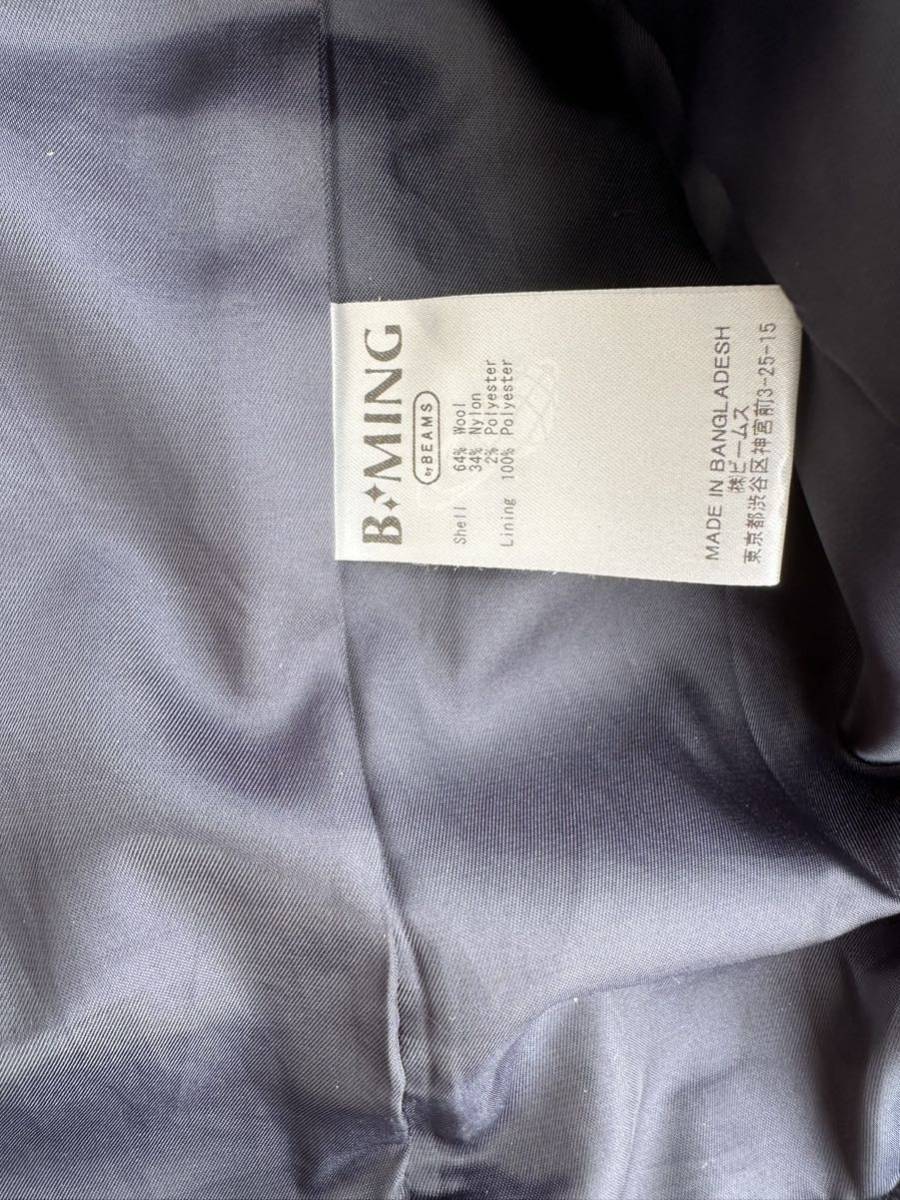 B✦✦MING
by BEAMS
Shell 64% Wool
34% Nylon
2% Polyester
Lining 100% Polyester
MADE IN BANGLADESH
㈱ビームス
東京都渋谷区神宮前3-25-15